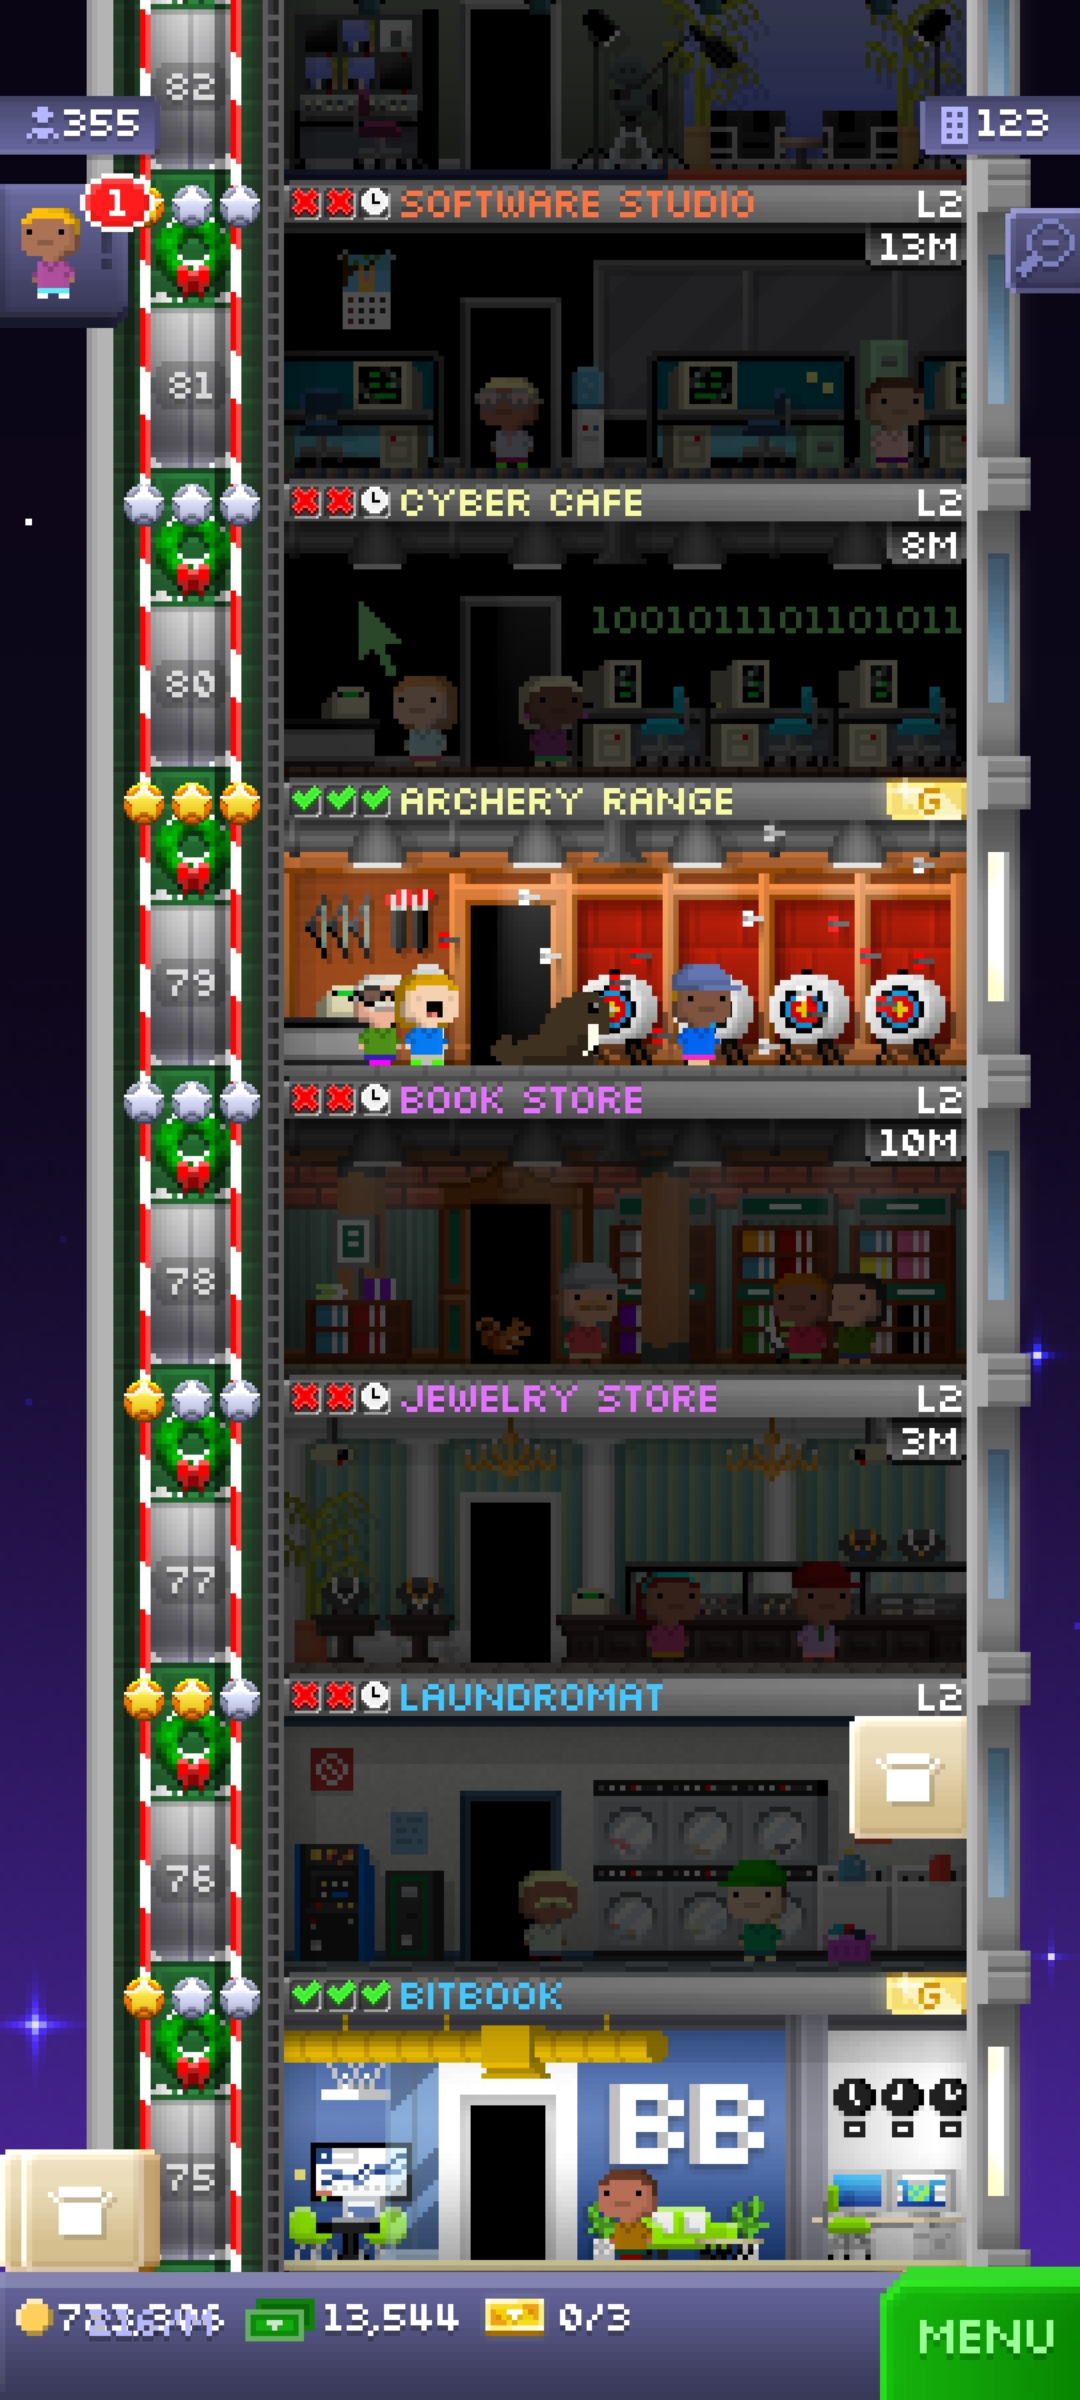 82
355
123
1
SOFTWARE STUDIO L2
13M
81
CYBER CAFE L2
8M
1001011101101011
80
ARCHERY RANGE G
79
BOOK STORE L2
10M
78
JEWELRY STORE L2
3M
77
LAUNDROMAT L2
76
BITBOOK G
BB
75
13,544 0/3
MENU